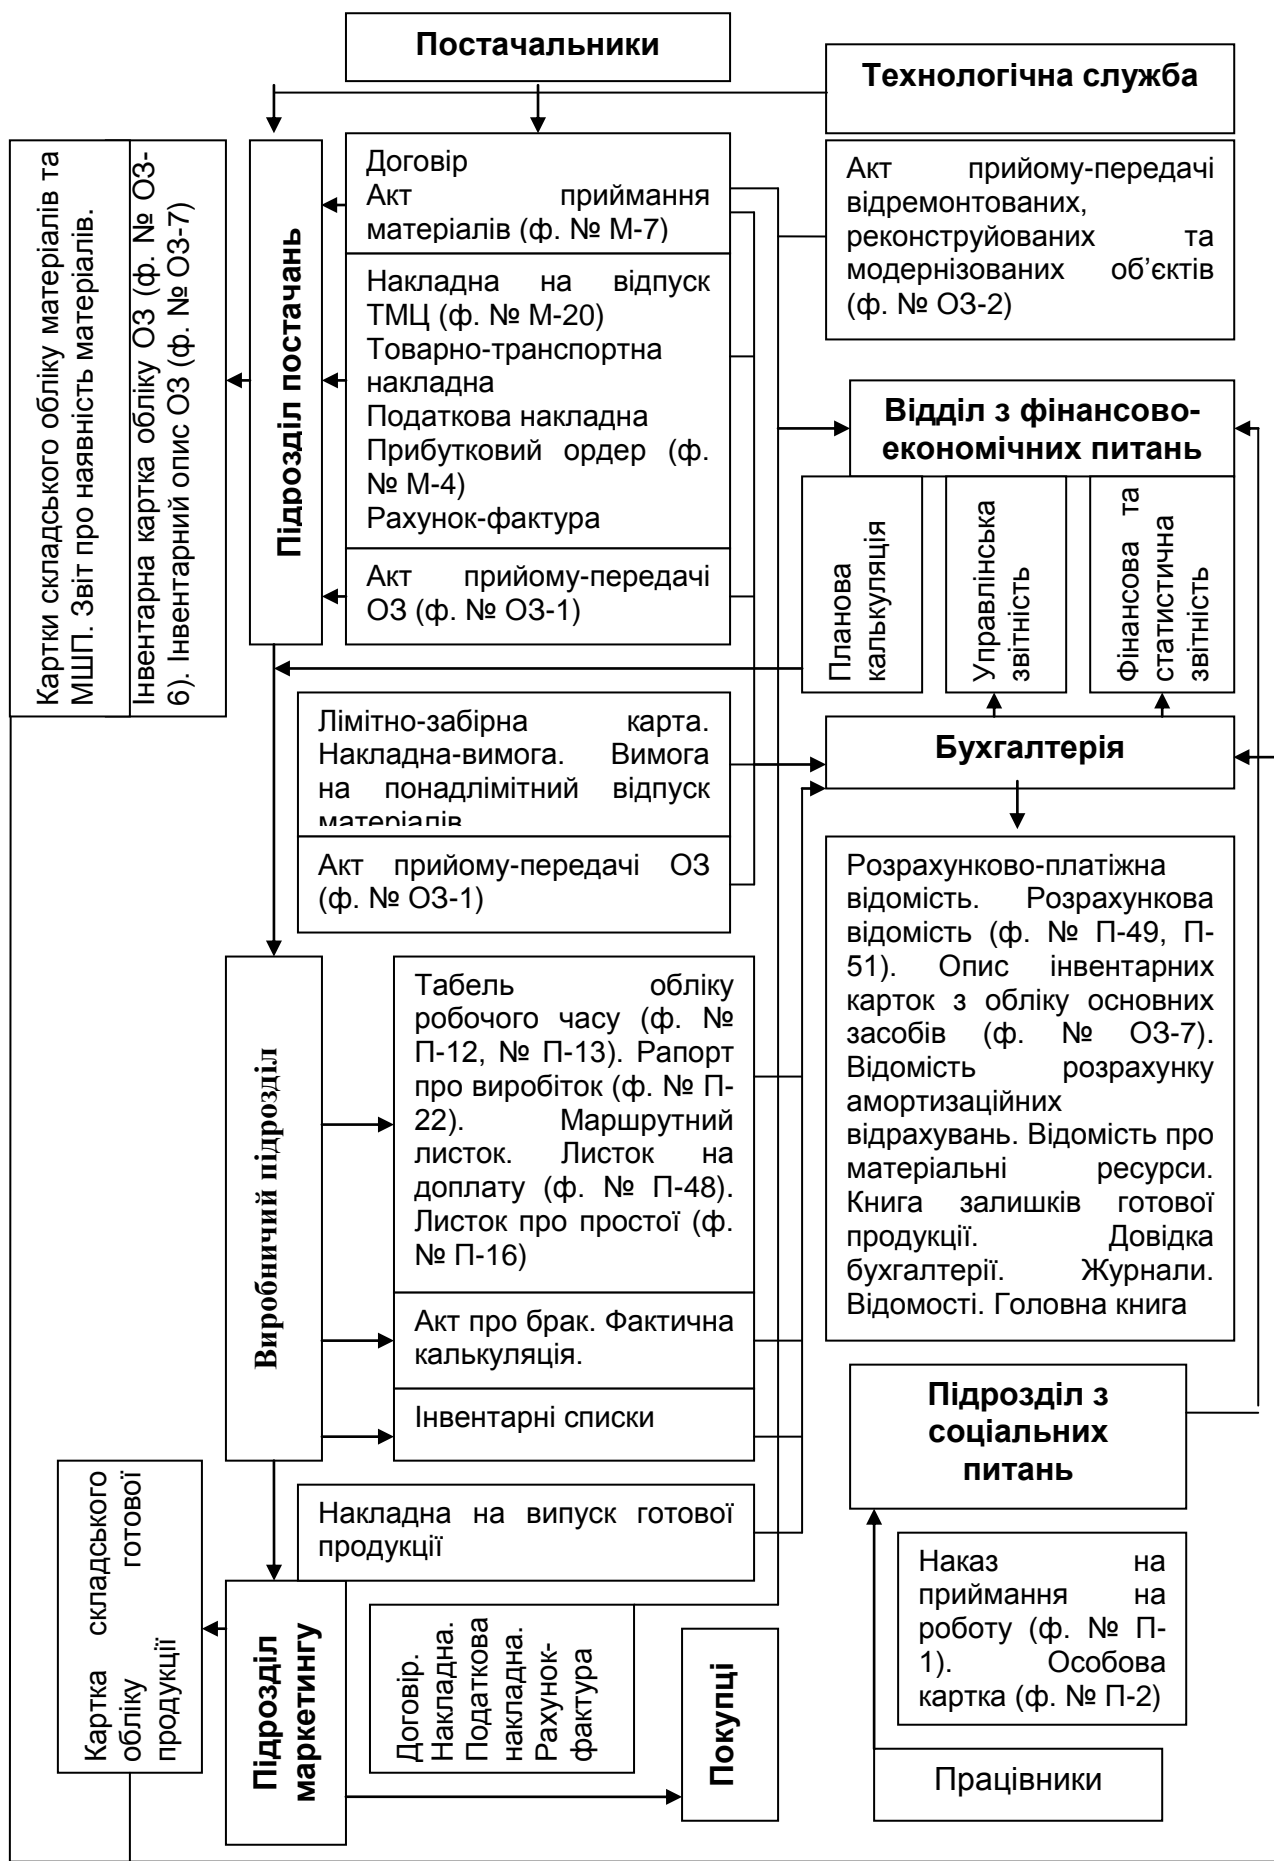 Постачальники
Технологічна служба
Картки складського обліку матеріалів та
МШП. Звіт про наявність матеріалів.
Інвентарна картка обліку ОЗ (ф. № ОЗ-
6). Інвентарний опис ОЗ (ф. № ОЗ-7)
Підрозділ постачань
Договір
Акт приймання
матеріалів (ф. № М-7)
Накладна на відпуск
ТМЦ (ф. № М-20)
Товарно-транспортна
накладна
Податкова накладна
Прибутковий ордер (ф.
№ М-4)
Рахунок-фактура
Акт прийому-передачі
ОЗ (ф. № ОЗ-1)
Акт прийому-передачі
відремонтованих,
реконструйованих та
модернізованих об’єктів
(ф. № ОЗ-2)
Відділ з фінансово-
економічних питань
Планова
калькуляція
Управлінська
звітність
Фінансова та
статистична
звітність
Лімітно-забірна карта.
Накладна-вимога. Вимога
на понадлімітний відпуск
матеріалів
Акт прийому-передачі ОЗ
(ф. № ОЗ-1)
Бухгалтерія
Розрахунково-платіжна
відомість. Розрахункова
відомість (ф. № П-49, П-
51). Опис інвентарних
карток з обліку основних
засобів (ф. № ОЗ-7).
Відомість розрахунку
амортизаційних
відрахувань. Відомість про
матеріальні ресурси.
Книга залишків готової
продукції. Довідка
бухгалтерії. Журнали.
Відомості. Головна книга
Виробничий підрозділ
Табель обліку
робочого часу (ф. №
П-12, № П-13). Рапорт
про виробіток (ф. № П-
22). Маршрутний
листок. Листок на
доплату (ф. № П-48).
Листок про простої (ф.
№ П-16)
Акт про брак. Фактична
калькуляція.
Інвентарні списки
Підрозділ з
соціальних
питань
Накладна на випуск готової
продукції
Картка складського
обліку готової
продукції
Підрозділ
маркетингу
Договір.
Накладна.
Податкова
накладна.
Рахунок-
фактура
Покупці
Наказ на
приймання на
роботу (ф. № П-
1). Особова
картка (ф. № П-2)
Працівники